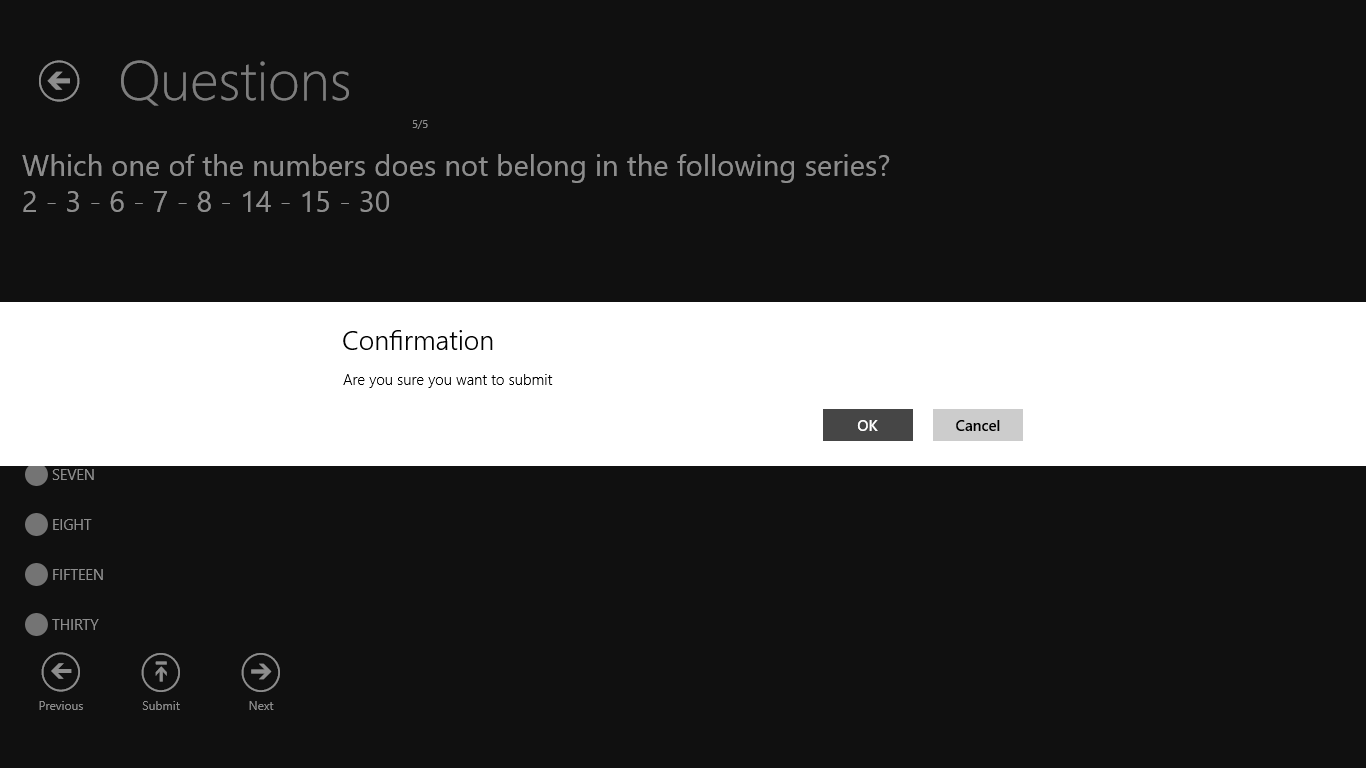 Questions
5/5
Which one of the numbers does not belong in the following series?
2 - 3 - 6 - 7 - 8 - 14 - 15 - 30
Confirmation
Are you sure you want to submit
OK Cancel
SEVEN
EIGHT
FIFTEEN
THIRTY
Previous Submit Next